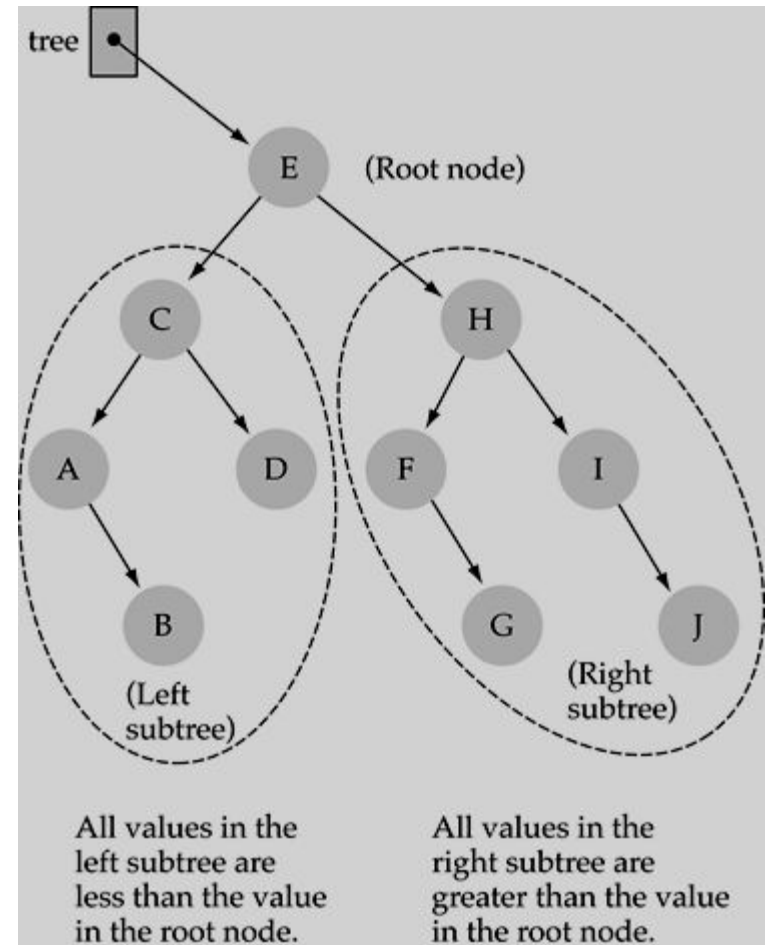 tree
E (Root node)
C H
A D F I
B G J
(Left
subtree)
(Right
subtree)
All values in the
left subtree are
less than the value
in the root node.
All values in the
right subtree are
greater than the value
in the root node.